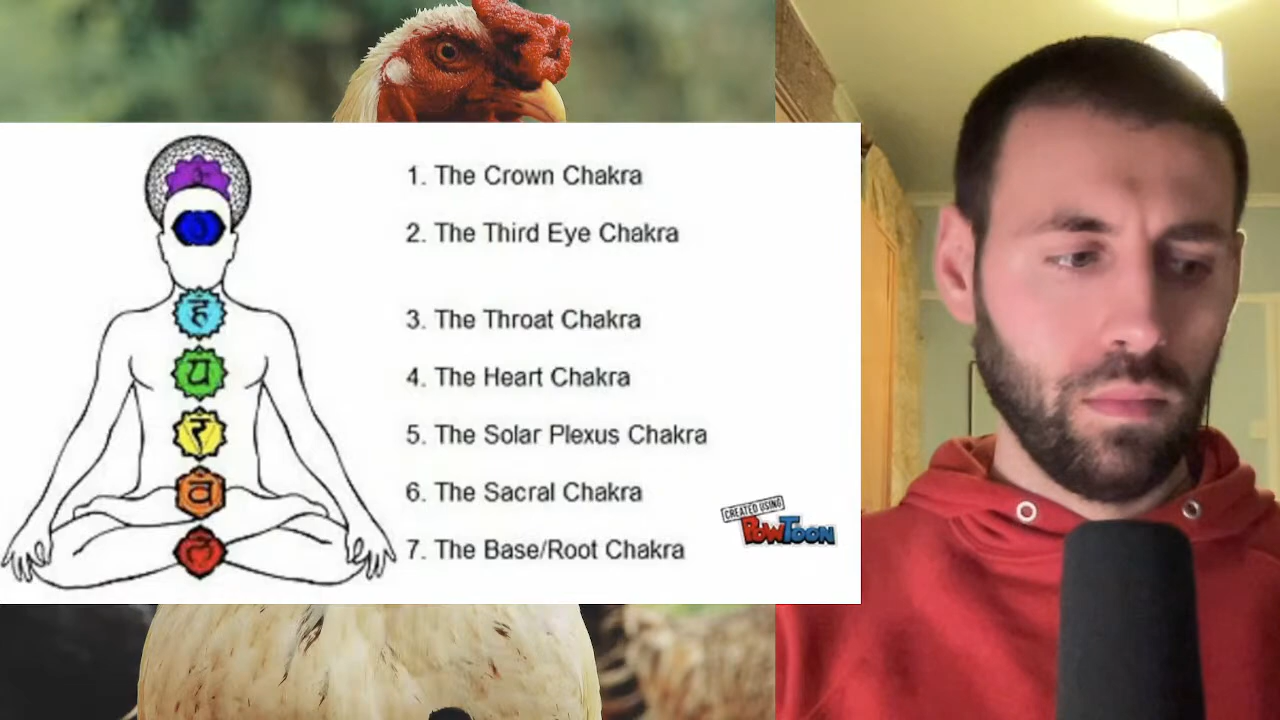 1. The Crown Chakra
2. The Third Eye Chakra
3. The Throat Chakra
ह
4. The Heart Chakra
य
5. The Solar Plexus Chakra
र
6. The Sacral Chakra
व
7. The Base/Root Chakra
CREATED USING
POWTOON